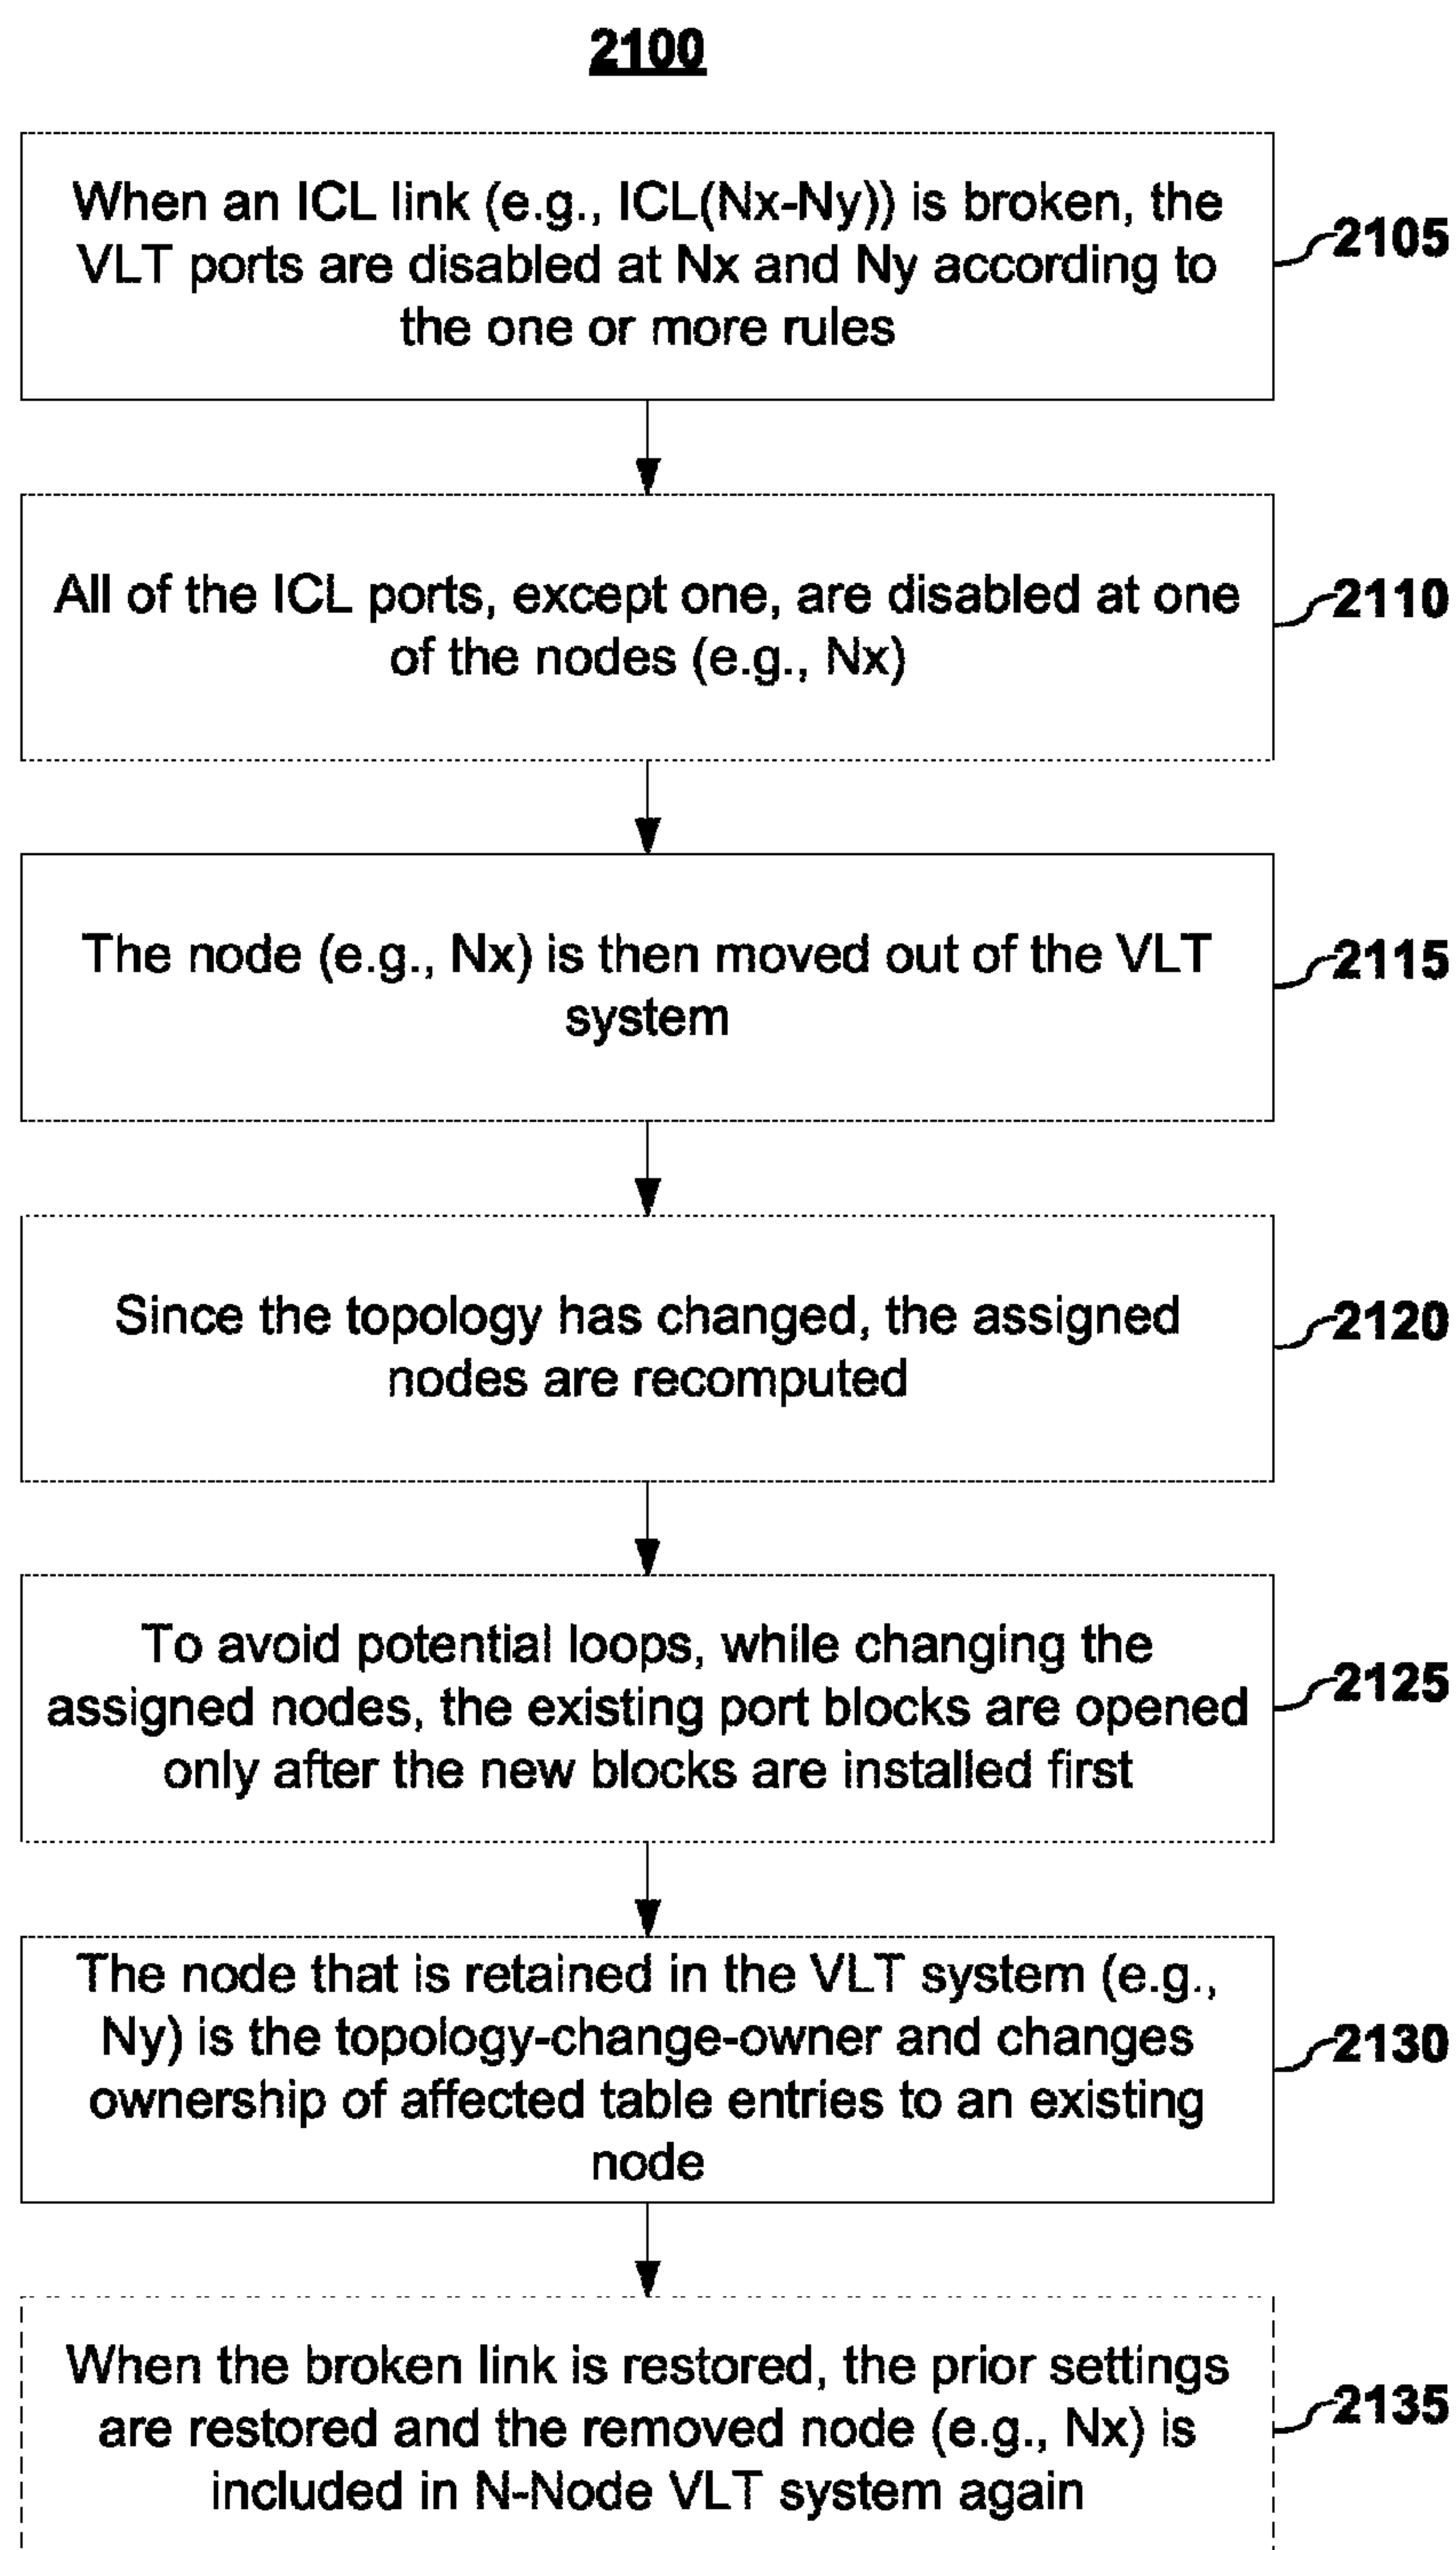 2100
When an ICL link (e.g., ICL(Nx-Ny)) is broken, the
VLT ports are disabled at Nx and Ny according to
the one or more rules
2105
All of the ICL ports, except one, are disabled at one
of the nodes (e.g., Nx)
2110
The node (e.g., Nx) is then moved out of the VLT
system
2115
Since the topology has changed, the assigned
nodes are recomputed
2120
To avoid potential loops, while changing the
assigned nodes, the existing port blocks are opened
only after the new blocks are installed first
2125
The node that is retained in the VLT system (e.g.,
Ny) is the topology-change-owner and changes
ownership of affected table entries to an existing
node
2130
When the broken link is restored, the prior settings
are restored and the removed node (e.g., Nx) is
included in N-Node VLT system again
2135